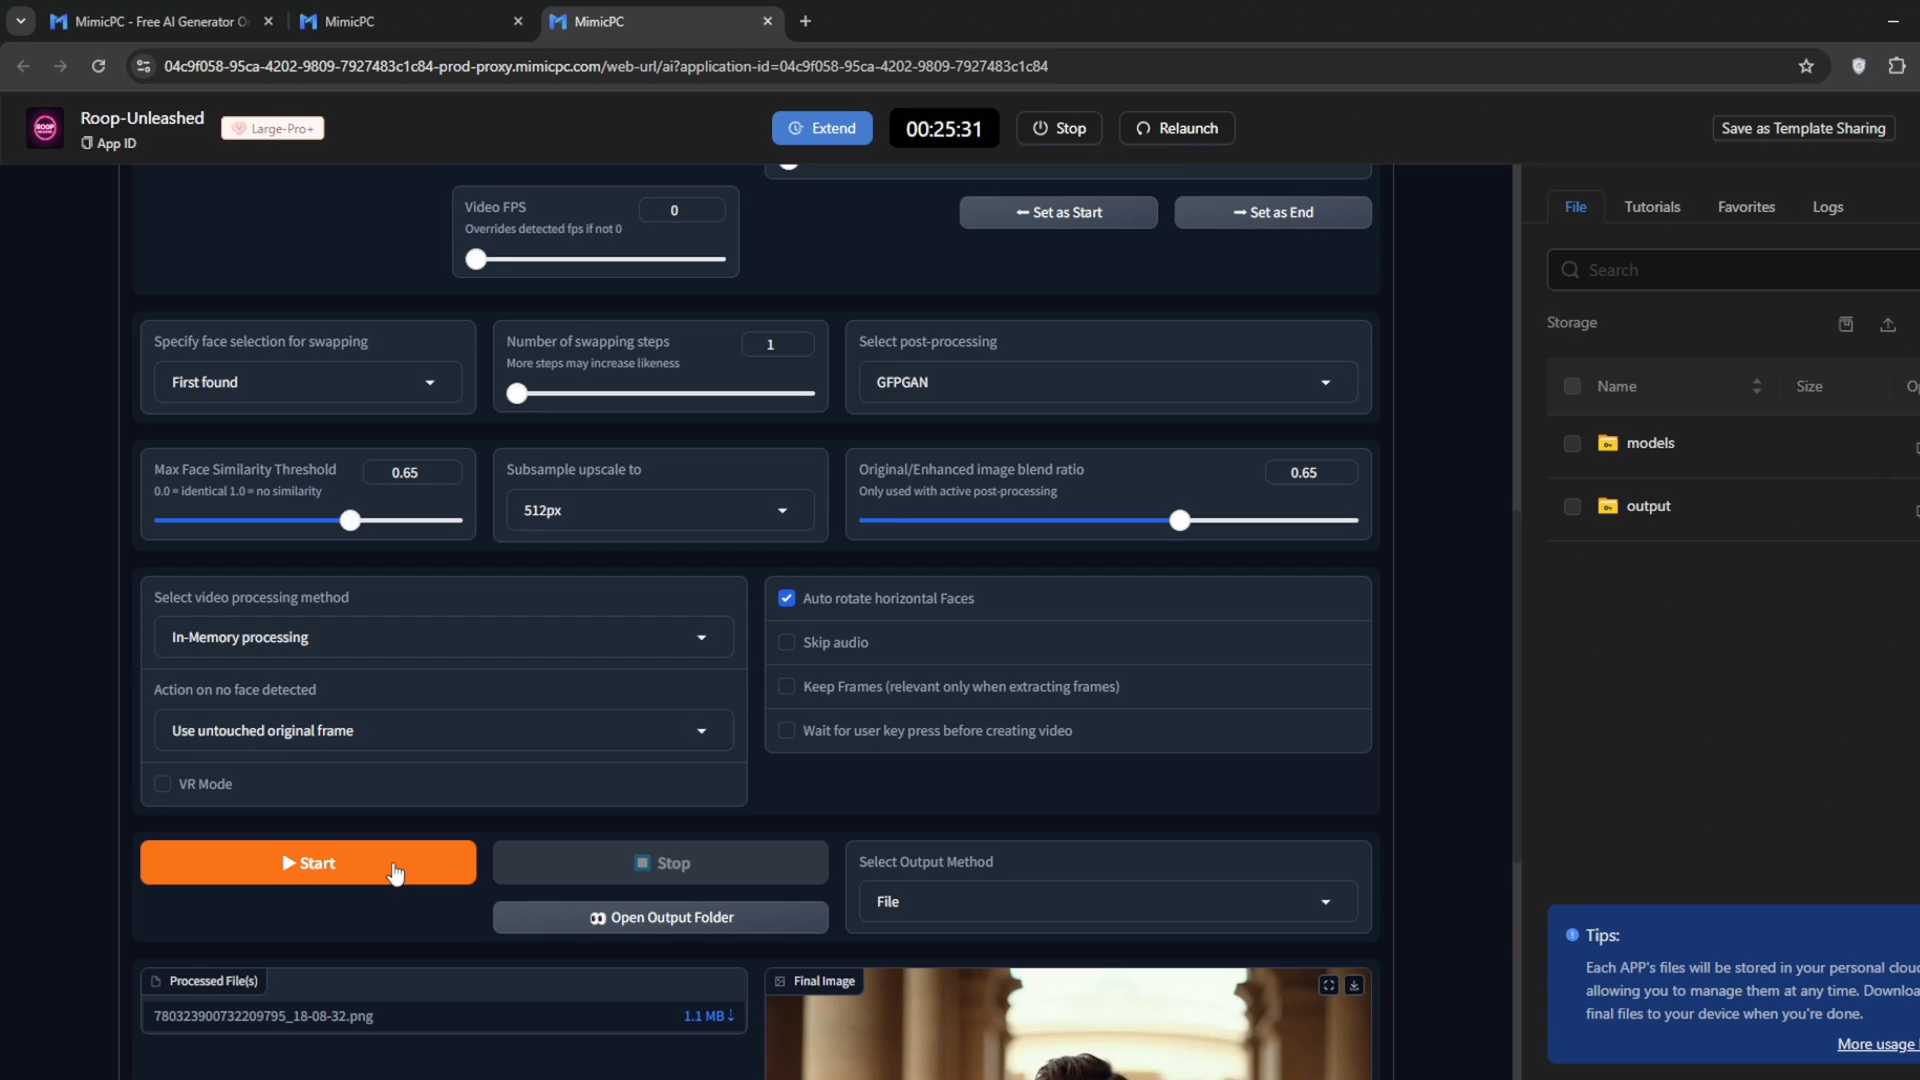 MimicPC - Free AI Generator O
MimicPC
MimicPC
04c9f058-95ca-4202-9809-7927483c1c84-prod-proxy.mimicpc.com/web-url/ai?application-id=04c9f058-95ca-4202-9809-7927483c1c84
Roop-Unleashed
App ID
Large-Pro+
Extend
00:25:31
Stop
Relaunch
Save as Template Sharing
Video FPS
0
Overrides detected fps if not 0
Set as Start
Set as End
File
Tutorials
Favorites
Logs
Search
Storage
Name
Size
Op
models
output
Specify face selection for swapping
First found
Number of swapping steps
1
More steps may increase likeness
Select post-processing
GFPGAN
Max Face Similarity Threshold
0.65
0.0 = identical 1.0 = no similarity
Subsample upscale to
512px
Original/Enhanced image blend ratio
0.65
Only used with active post-processing
Select video processing method
In-Memory processing
Action on no face detected
Use untouched original frame
VR Mode
Auto rotate horizontal Faces
Skip audio
Keep Frames (relevant only when extracting frames)
Wait for user key press before creating video
Start
Stop
Open Output Folder
Select Output Method
File
Processed File(s)
780323900732209795_18-08-32.png
1.1 MB
Final Image
Tips:
Each APP's files will be stored in your personal clou
allowing you to manage them at any time. Downloa
final files to your device when you're done.
More usage